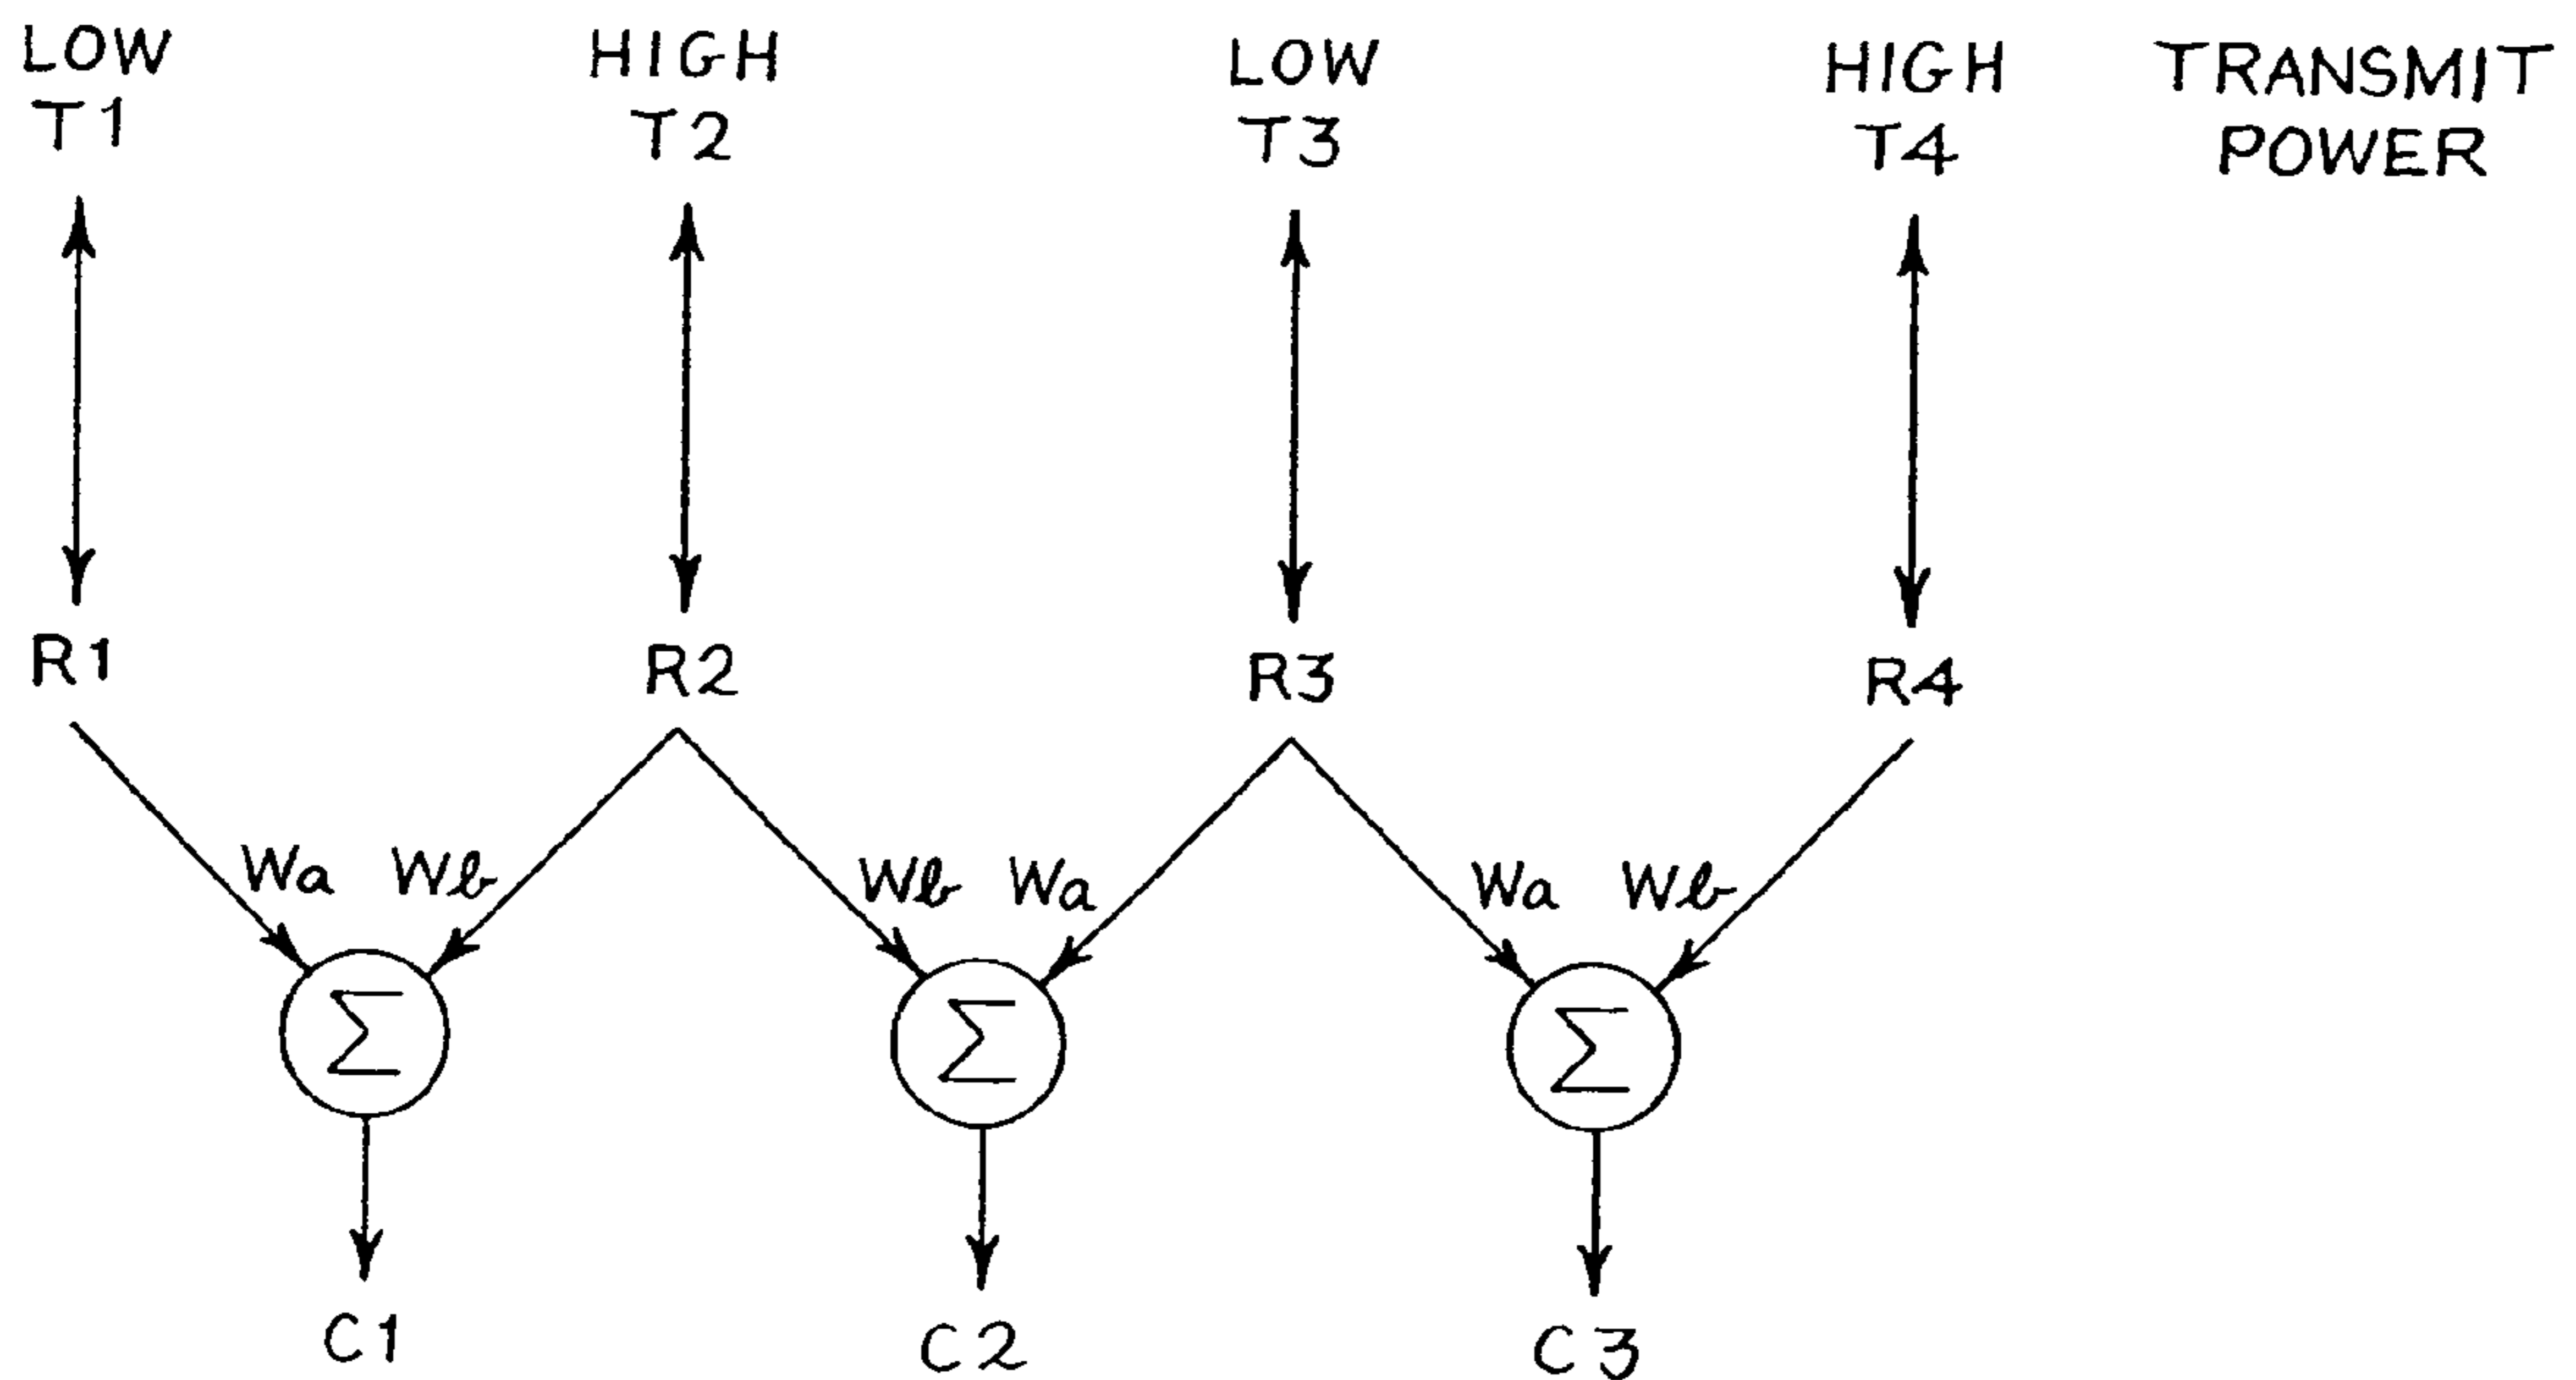 LOW HIGH LOW HIGH TRANSMIT
T1 T2 T3 T4 POWER
R1 R2 R3 R4
Wa Wb Wb Wa Wa Wb
Σ Σ Σ
C1 C2 C3